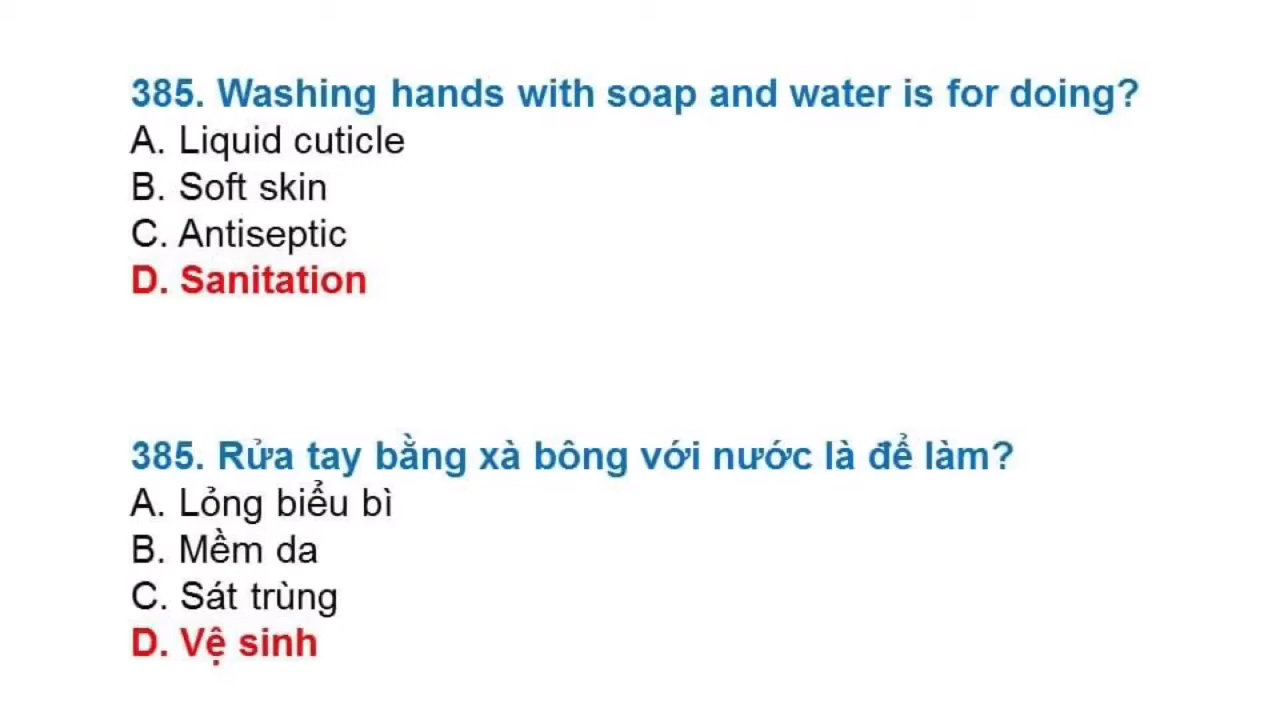 385. Washing hands with soap and water is for doing?
A. Liquid cuticle
B. Soft skin
C. Antiseptic
D. Sanitation
385. Rửa tay bằng xà bông với nước là để làm?
A. Lỏng biểu bì
B. Mềm da
C. Sát trùng
D. Vệ sinh